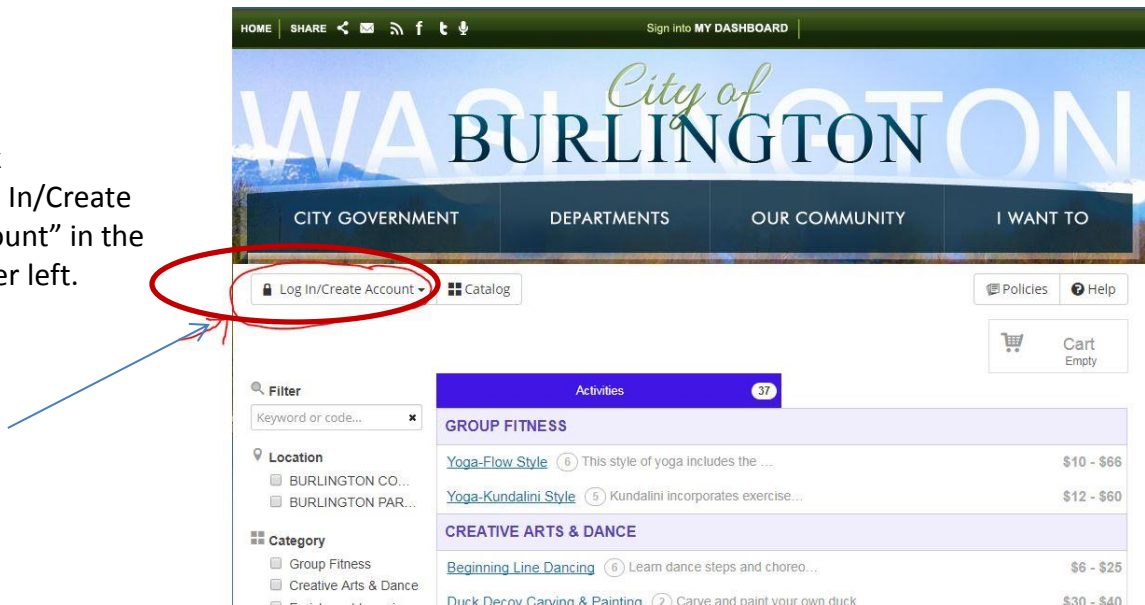 HOME SHARE Sign into MY DASHBOARD
WASHINGTON
City of
BURLINGTON
In/Create
ount” in the
er left.
CITY GOVERNMENT DEPARTMENTS OUR COMMUNITY I WANT TO
Log In/Create Account Catalog Policies Help
Cart
Empty
Filter
Keyword or code...
Location
BURLINGTON CO...
BURLINGTON PAR...
Category
Group Fitness
Creative Arts & Dance
Activities 37
GROUP FITNESS
Yoga-Flow Style 6 This style of yoga includes the ... $10 - $66
Yoga-Kundalini Style 5 Kundalini incorporates exercise... $12 - $60
CREATIVE ARTS & DANCE
Beginning Line Dancing 6 Learn dance steps and choreo... $6 - $25
Duck Decoy Carving & Painting 2 Carve and paint your own duck $30 - $40